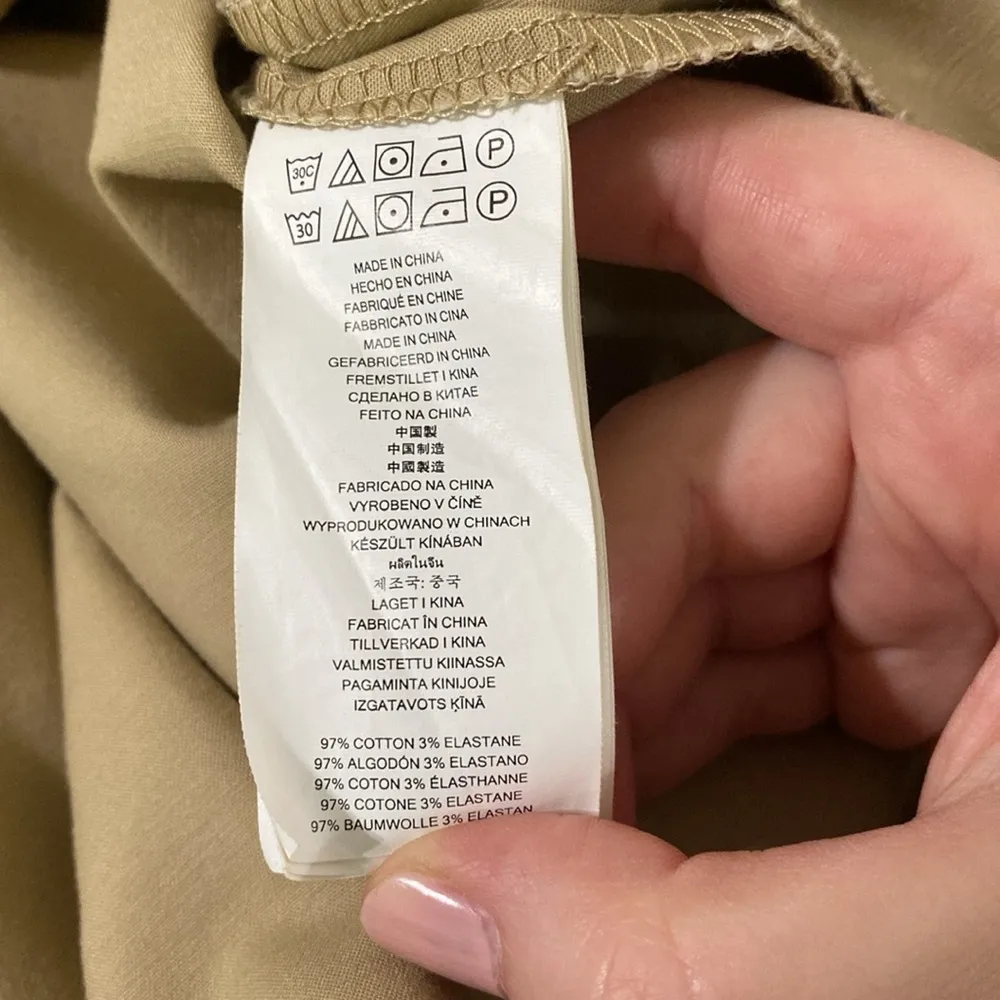 30C P
30 P
MADE IN CHINA
HECHO EN CHINA
FABRIQUÉ EN CHINE
FABBRICATO IN CINA
MADE IN CHINA
GEFABRICEERD IN CHINA
FREMSTILLET I KINA
СДЕЛАНО В КИТАЕ
FEITO NA CHINA
中国製
中国制造
中國製造
FABRICADO NA CHINA
VYROBENO V ČÍNĚ
WYPRODUKOWANO W CHINACH
KÉSZÜLT KÍNÁBAN
ผลิตในจีน
제조국: 중국
LAGET I KINA
FABRICAT ÎN CHINA
TILLVERKAD I KINA
VALMISTETTU KIINASSA
PAGAMINTA KINIJOJE
IZGATAVOTS ĶĪNĀ
97% COTTON 3% ELASTANE
97% ALGODÓN 3% ELASTANO
97% COTON 3% ÉLASTHANNE
97% COTONE 3% ELASTANE
97% BAUMWOLLE 3% ELASTAN